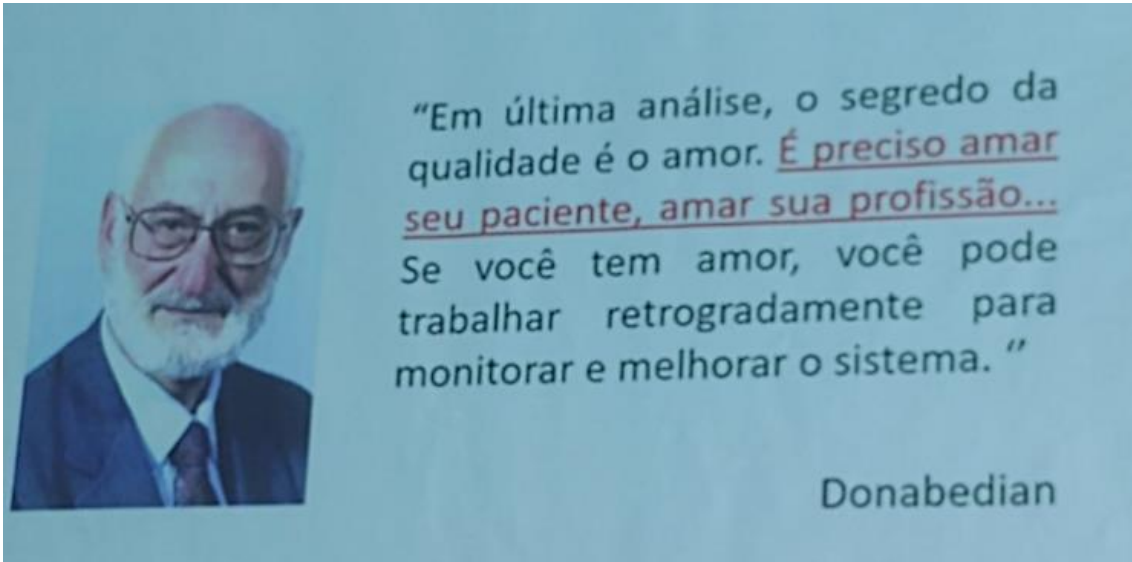 “Em última análise, o segredo da
qualidade é o amor. É preciso amar
seu paciente, amar sua profissão...
Se você tem amor, você pode
trabalhar retrogradamente para
monitorar e melhorar o sistema. ”
Donabedian